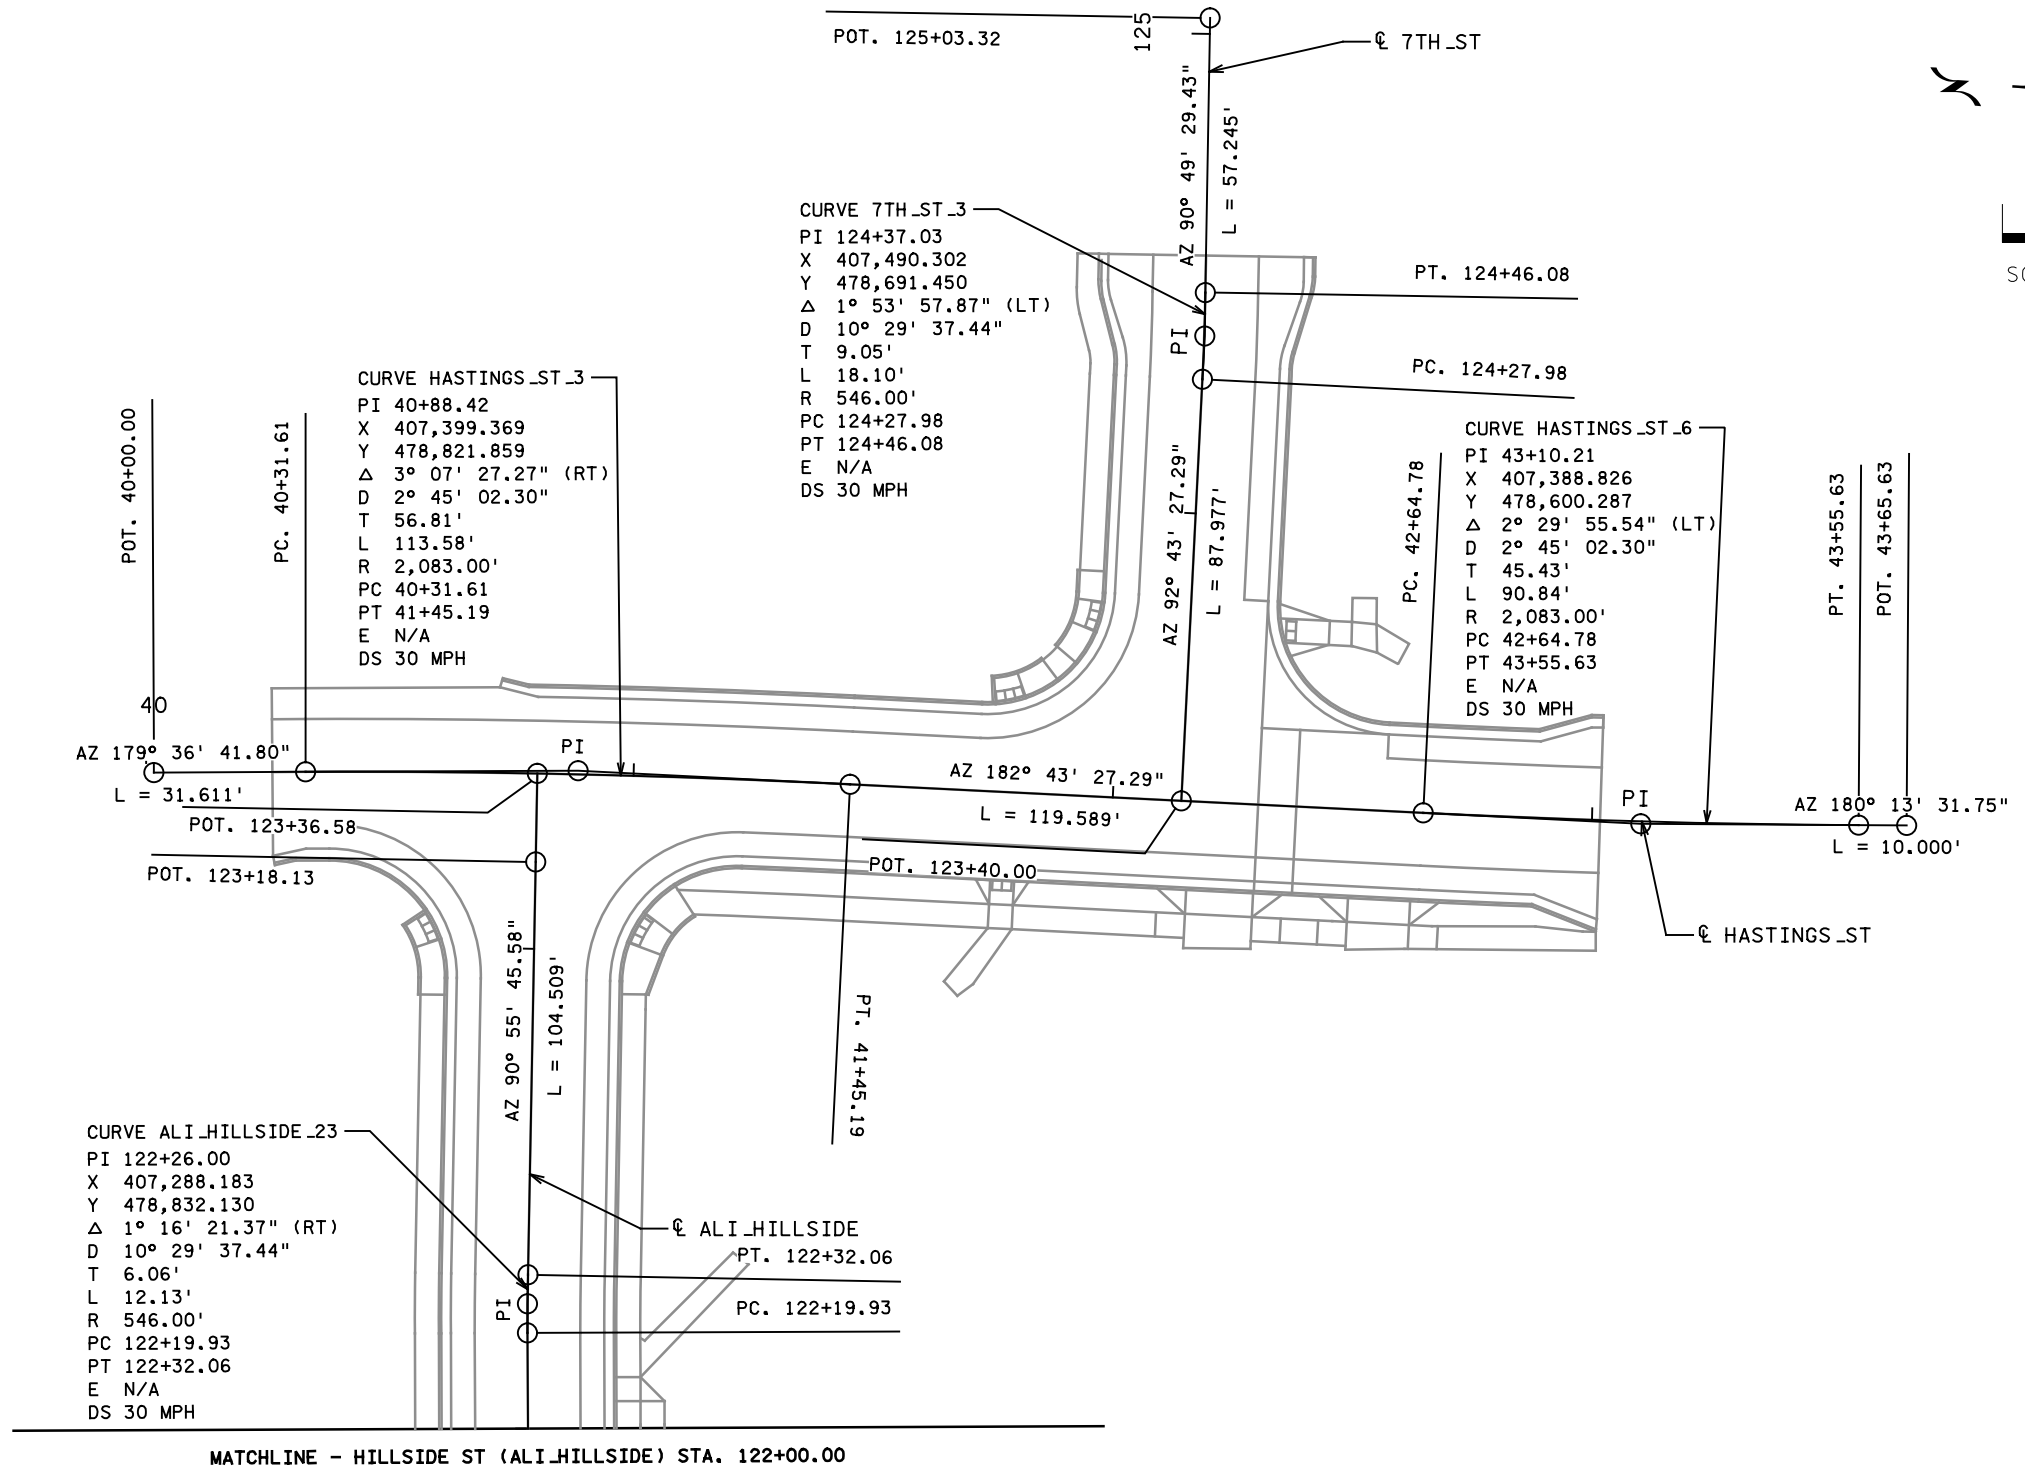 POT. 125+03.32
125
℄ 7TH_ST
AZ 90° 49' 29.43"
L = 57.245'
CURVE 7TH_ST_3
PI 124+37.03
X 407,490.302
Y 478,691.450
Δ 1° 53' 57.87" (LT)
D 10° 29' 37.44"
T 9.05'
L 18.10'
R 546.00'
PC 124+27.98
PT 124+46.08
E N/A
DS 30 MPH
PT. 124+46.08
PI
PC. 124+27.98
CURVE HASTINGS_ST_3
PI 40+88.42
X 407,399.369
Y 478,821.859
Δ 3° 07' 27.27" (RT)
D 2° 45' 02.30"
T 56.81'
L 113.58'
R 2,083.00'
PC 40+31.61
PT 41+45.19
E N/A
DS 30 MPH
POT. 40+00.00
PC. 40+31.61
AZ 92° 43' 27.29"
L = 87.977'
PC. 42+64.78
CURVE HASTINGS_ST_6
PI 43+10.21
X 407,388.826
Y 478,600.287
Δ 2° 29' 55.54" (LT)
D 2° 45' 02.30"
T 45.43'
L 90.84'
R 2,083.00'
PC 42+64.78
PT 43+55.63
E N/A
DS 30 MPH
PT. 43+55.63
POT. 43+65.63
40
AZ 179° 36' 41.80"
L = 31.611'
PI
AZ 182° 43' 27.29"
L = 119.589'
PI
AZ 180° 13' 31.75"
L = 10.000'
POT. 123+36.58
POT. 123+18.13
POT. 123+40.00
℄ HASTINGS_ST
AZ 90° 55' 45.58"
L = 104.509'
PT. 41+45.19
CURVE ALI_HILLSIDE_23
PI 122+26.00
X 407,288.183
Y 478,832.130
Δ 1° 16' 21.37" (RT)
D 10° 29' 37.44"
T 6.06'
L 12.13'
R 546.00'
PC 122+19.93
PT 122+32.06
E N/A
DS 30 MPH
℄ ALI_HILLSIDE
PT. 122+32.06
PI
PC. 122+19.93
MATCHLINE - HILLSIDE ST (ALI_HILLSIDE) STA. 122+00.00